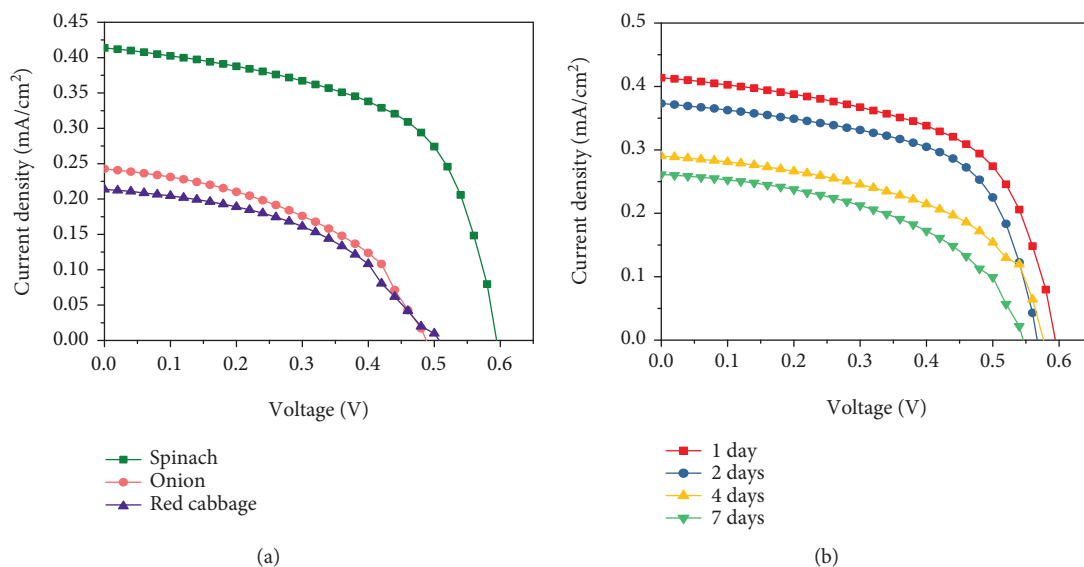 0.45
0.40
0.35
0.30
0.25
0.20
0.15
0.10
0.05
0.00
Current density (mA/cm²)
0.0 0.1 0.2 0.3 0.4 0.5 0.6
Voltage (V)
Spinach
Onion
Red cabbage
(a)
0.5
0.4
0.3
0.2
0.1
0.0
Current density (mA/cm²)
0.0 0.1 0.2 0.3 0.4 0.5 0.6
Voltage (V)
1 day
2 days
4 days
7 days
(b)